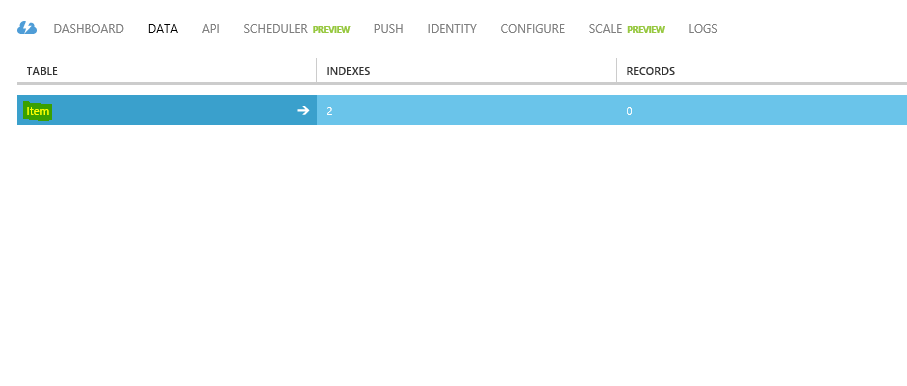 DASHBOARD DATA API SCHEDULER PREVIEW PUSH IDENTITY CONFIGURE SCALE PREVIEW LOGS
TABLE INDEXES RECORDS
Item 2 0